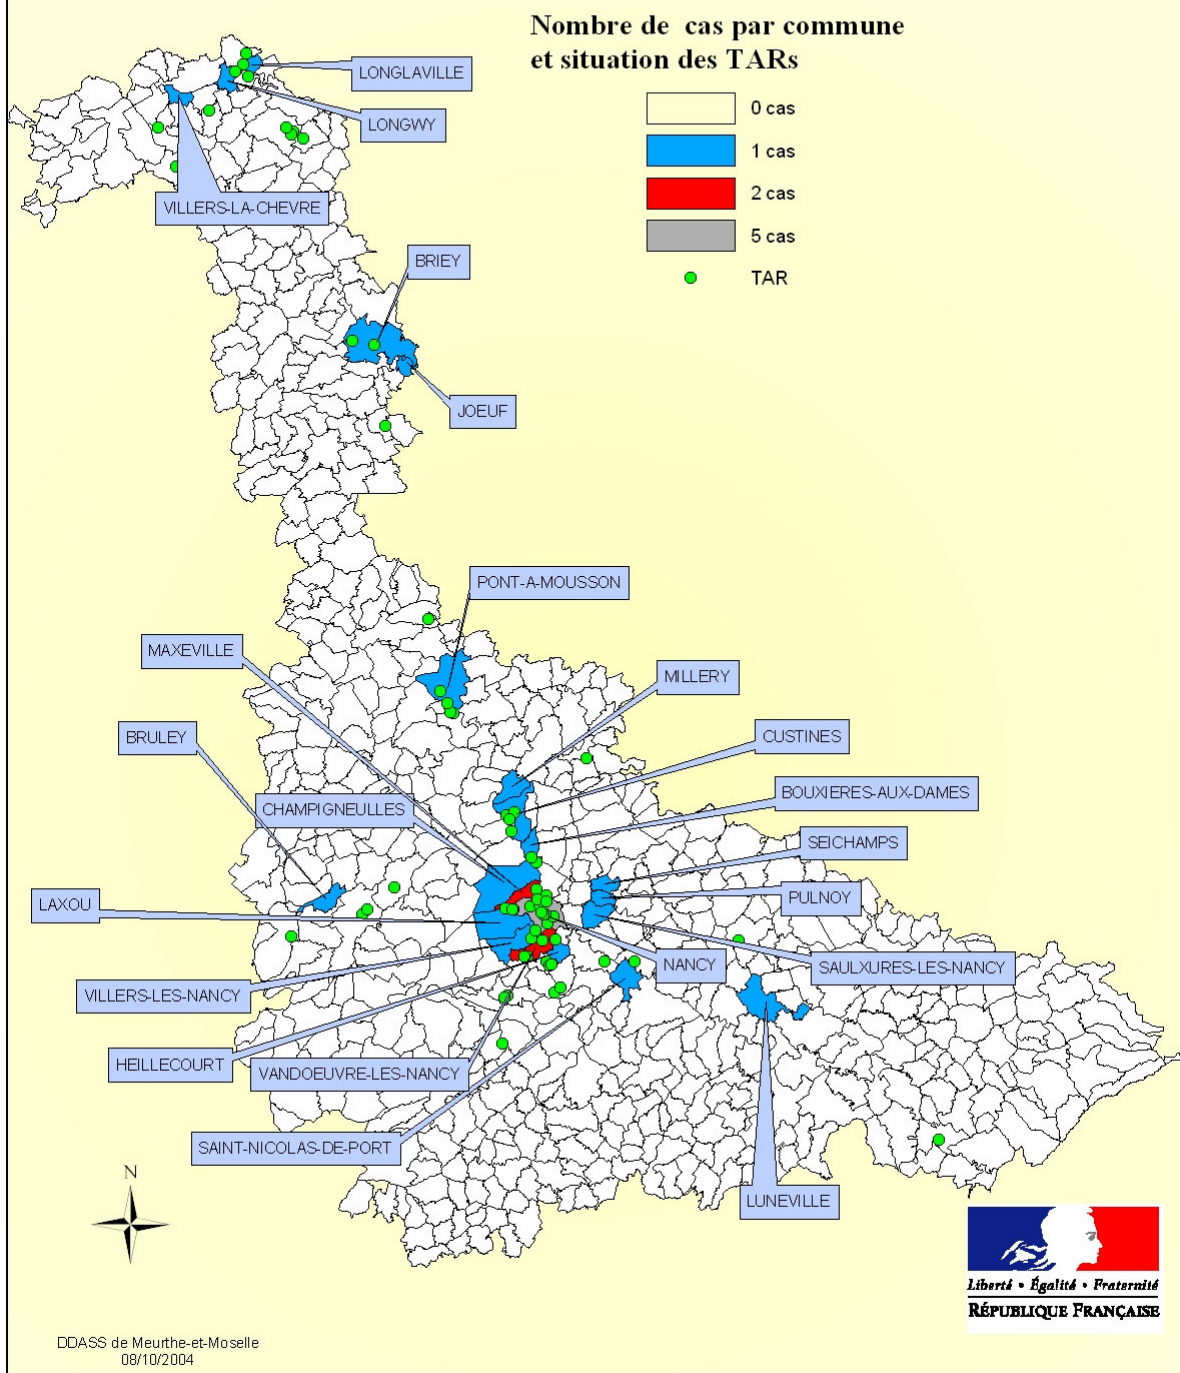 Nombre de cas par commune
et situation des TARs
0 cas
1 cas
2 cas
5 cas
TAR
LONGLAVILLE
LONGWY
VILLERS-LA-CHEVRE
BRIEY
JOEUF
PONT-A-MOUSSON
MAXEVILLE
MILLERY
BRULEY
CUSTINES
CHAMPIGNEULLES
BOUXIERES-AUX-DAMES
SEICHAMPS
LAXOU
PULNOY
NANCY
SAULXURES-LES-NANCY
VILLERS-LES-NANCY
HEILLECOURT
VANDOEUVRE-LES-NANCY
SAINT-NICOLAS-DE-PORT
LUNEVILLE
N
Liberté • Égalité • Fraternité
RÉPUBLIQUE FRANÇAISE
DDASS de Meurthe-et-Moselle
08/10/2004